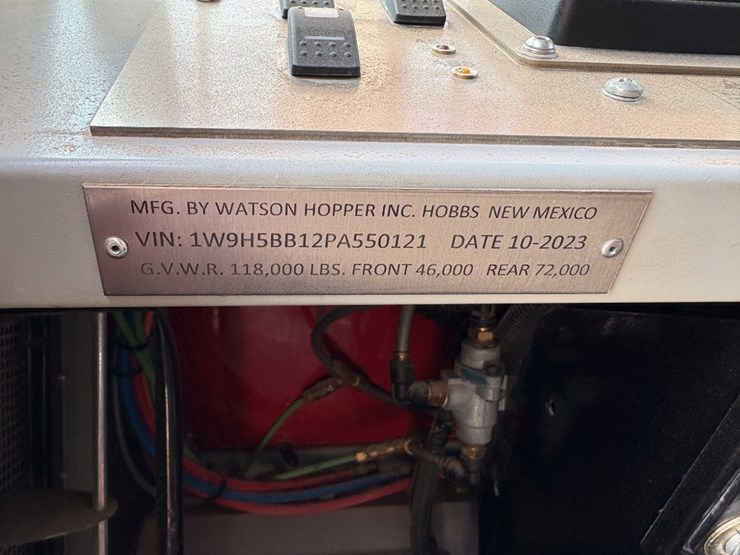 MFG. BY WATSON HOPPER INC. HOBBS NEW MEXICO
VIN: 1W9H5BB12PA550121 DATE 10-2023
G.V.W.R. 118,000 LBS. FRONT 46,000 REAR 72,000